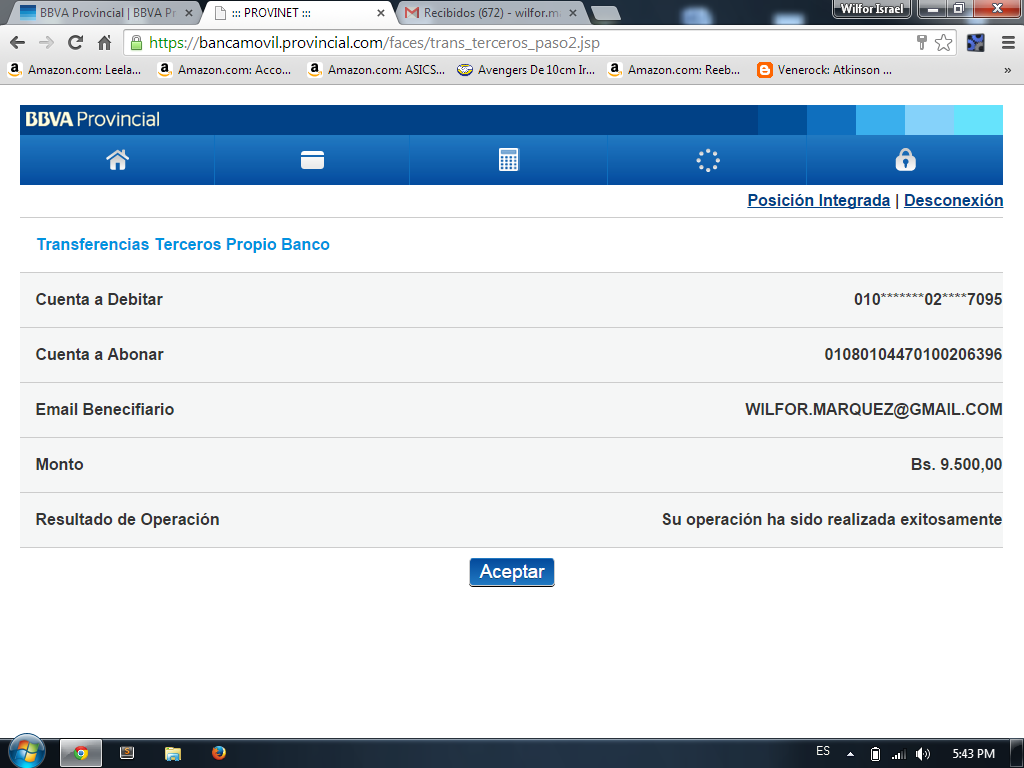 BBVA Provincial | BBVA Pr
::: PROVINET :::
Recibidos (672) - wilfor.m
Wilfor Israel
https://bancamovil.provincial.com/faces/trans_terceros_paso2.jsp
Amazon.com: Leela...
Amazon.com: Acco...
Amazon.com: ASICS...
Avengers De 10cm Ir...
Amazon.com: Reeb...
Venerock: Atkinson ...
»
BBVA Provincial
Posición Integrada | Desconexión
Transferencias Terceros Propio Banco
Cuenta a Debitar 010*******02****7095
Cuenta a Abonar 01080104470100206396
Email Benecifiario WILFOR.MARQUEZ@GMAIL.COM
Monto Bs. 9.500,00
Resultado de Operación Su operación ha sido realizada exitosamente
Aceptar
ES
5:43 PM